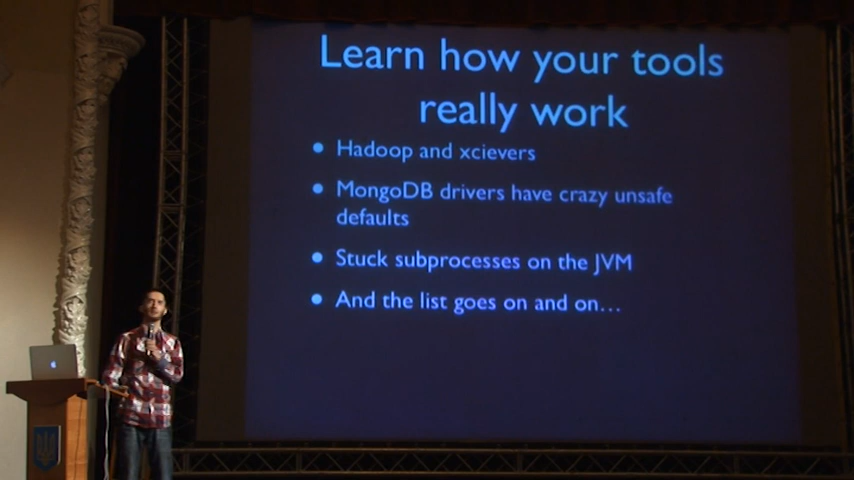 Learn how your tools
really work
• Hadoop and xcievers
• MongoDB drivers have crazy unsafe
defaults
• Stuck subprocesses on the JVM
• And the list goes on and on...